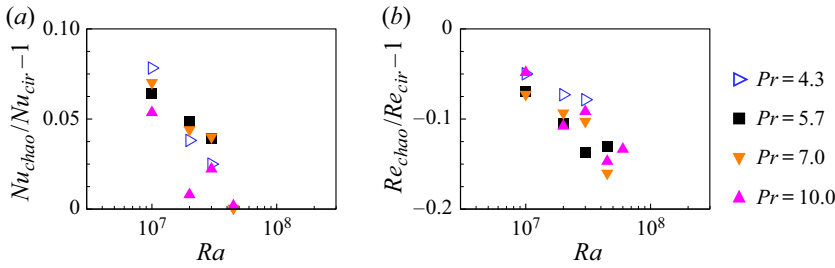 (a)
0.10
0.05
0
Nu_chao/Nu_cir−1
10^7
10^8
Ra
(b)
0
−0.1
−0.2
Re_chao/Re_cir−1
10^7
10^8
Ra
Pr = 4.3
Pr = 5.7
Pr = 7.0
Pr = 10.0